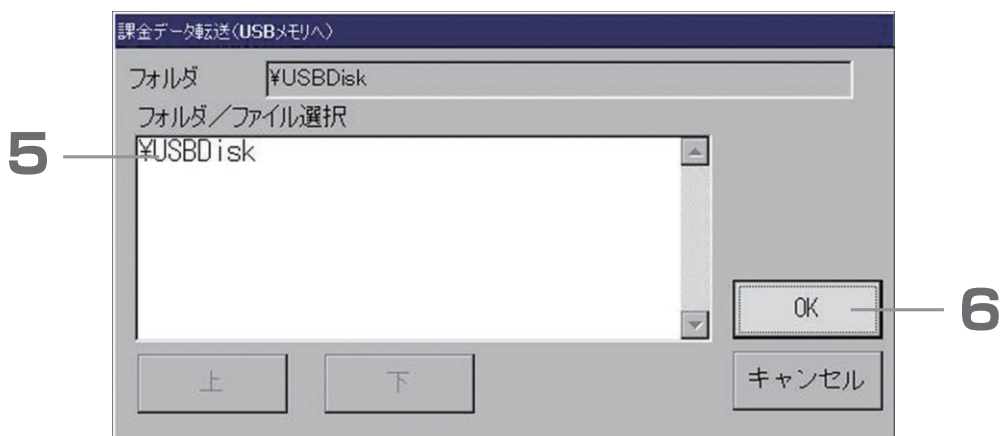 課金データ転送(USBメモリへ)
フォルダ ¥USBDisk
フォルダ/ファイル選択
5 ¥USBDisk
OK 6
上 下 キャンセル